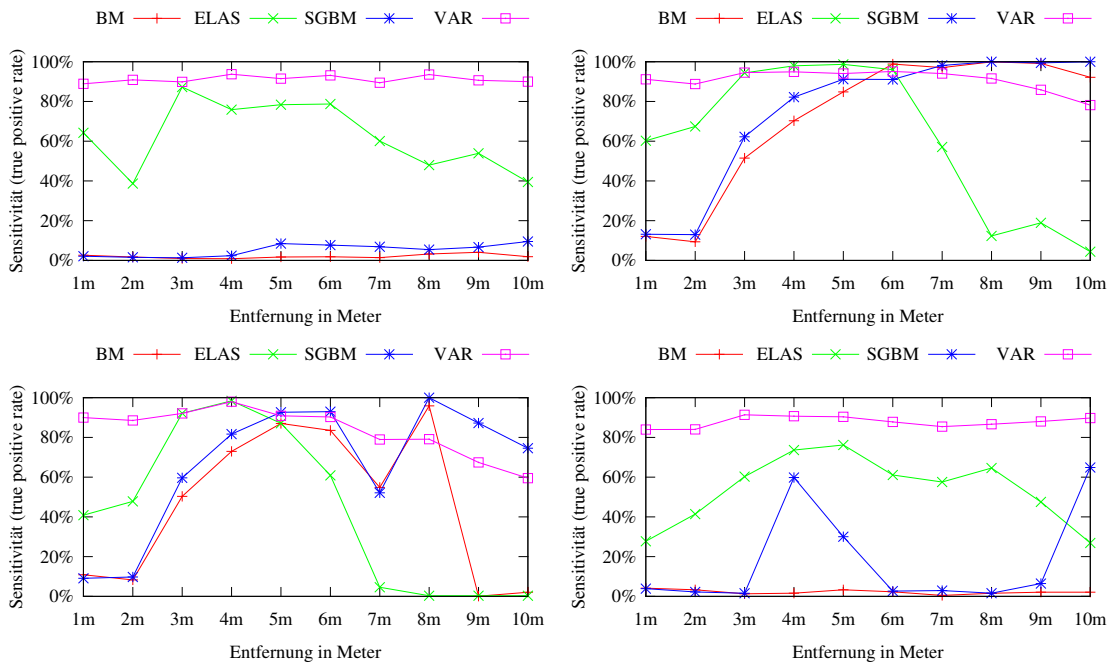 BM ELAS SGBM VAR
Sensitivität (true positive rate)
100%
80%
60%
40%
20%
0%
1m 2m 3m 4m 5m 6m 7m 8m 9m 10m
Entfernung in Meter
BM ELAS SGBM VAR
Sensitivität (true positive rate)
100%
80%
60%
40%
20%
0%
1m 2m 3m 4m 5m 6m 7m 8m 9m 10m
Entfernung in Meter
BM ELAS SGBM VAR
Sensitivität (true positive rate)
100%
80%
60%
40%
20%
0%
1m 2m 3m 4m 5m 6m 7m 8m 9m 10m
Entfernung in Meter
BM ELAS SGBM VAR
Sensitivität (true positive rate)
100%
80%
60%
40%
20%
0%
1m 2m 3m 4m 5m 6m 7m 8m 9m 10m
Entfernung in Meter